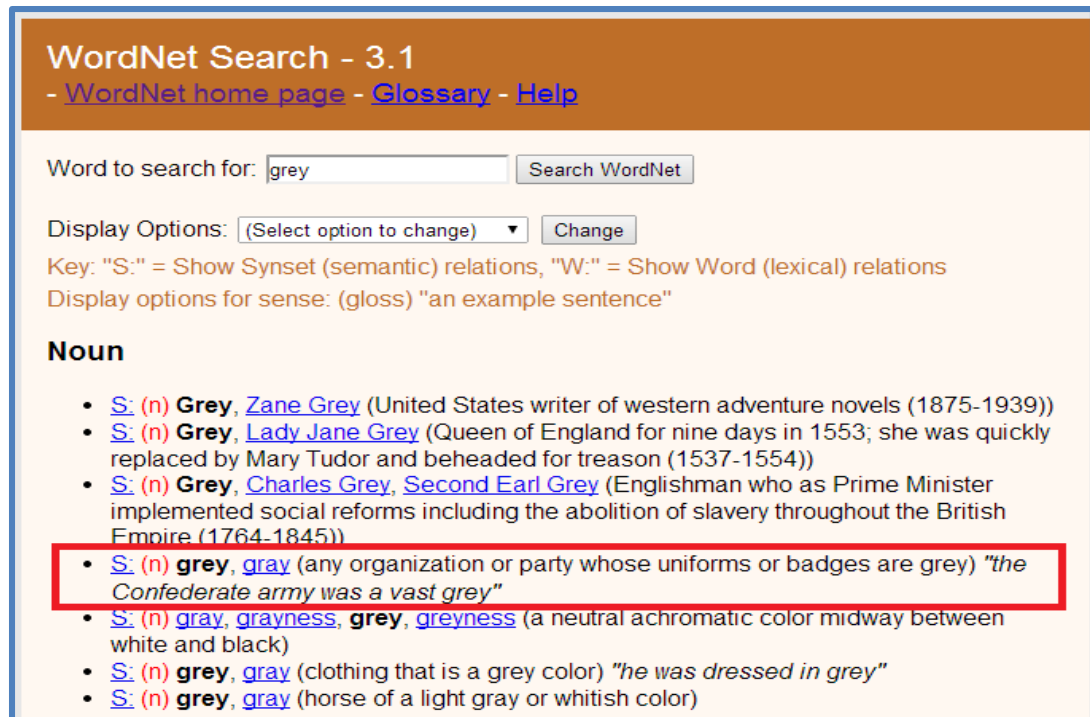 WordNet Search - 3.1
- WordNet home page - Glossary - Help
Word to search for: grey Search WordNet
Display Options: (Select option to change) Change
Key: "S:" = Show Synset (semantic) relations, "W:" = Show Word (lexical) relations
Display options for sense: (gloss) "an example sentence"
Noun
• S: (n) Grey, Zane Grey (United States writer of western adventure novels (1875-1939))
• S: (n) Grey, Lady Jane Grey (Queen of England for nine days in 1553; she was quickly
replaced by Mary Tudor and beheaded for treason (1537-1554))
• S: (n) Grey, Charles Grey, Second Earl Grey (Englishman who as Prime Minister
implemented social reforms including the abolition of slavery throughout the British
Empire (1764-1845))
• S: (n) grey, gray (any organization or party whose uniforms or badges are grey) "the
Confederate army was a vast grey"
• S: (n) gray, grayness, grey, greyness (a neutral achromatic color midway between
white and black)
• S: (n) grey, gray (clothing that is a grey color) "he was dressed in grey"
• S: (n) grey, gray (horse of a light gray or whitish color)